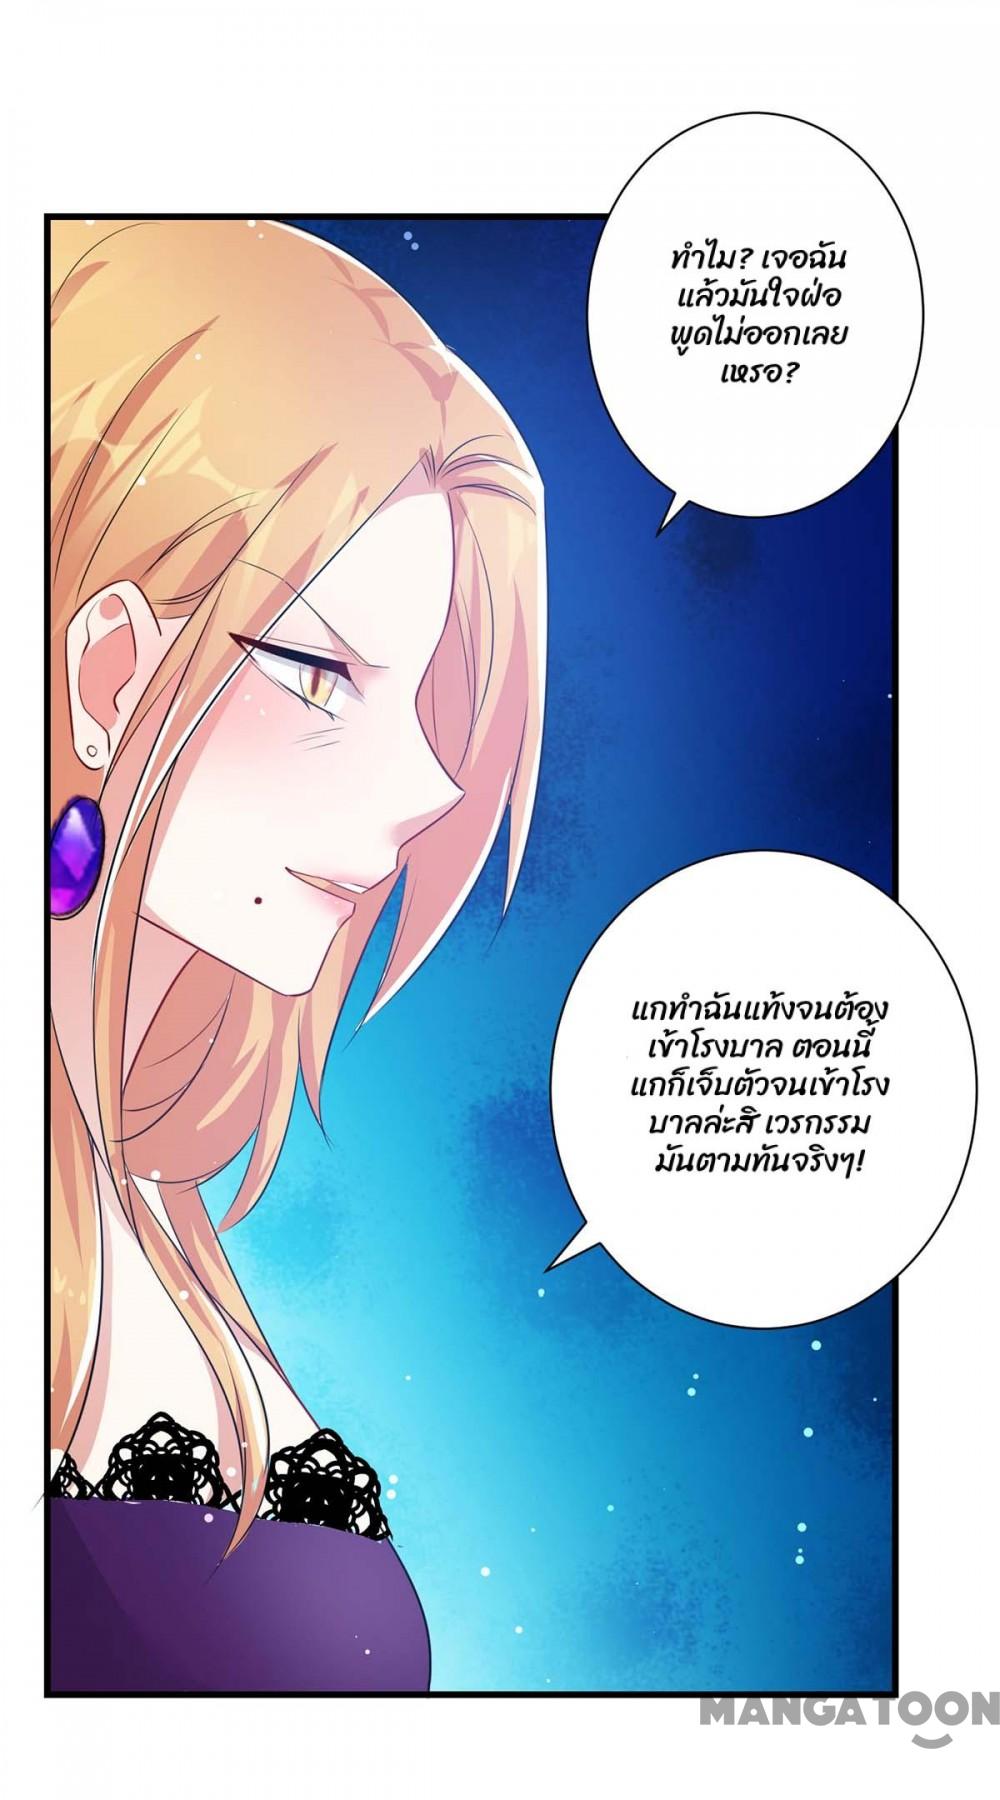 ทำไม? เจอฉัน
แล้วมันใจฝ่อ
พูดไม่ออกเลย
เหรอ?
แกทำฉันแท้งจนต้อง
เข้าโรงบาล ตอนนี้
แกก็เจ็บตัวจนเข้าโรง
บาลล่ะสิ เวรกรรม
มันตามทันจริงๆ!
MANGATOON